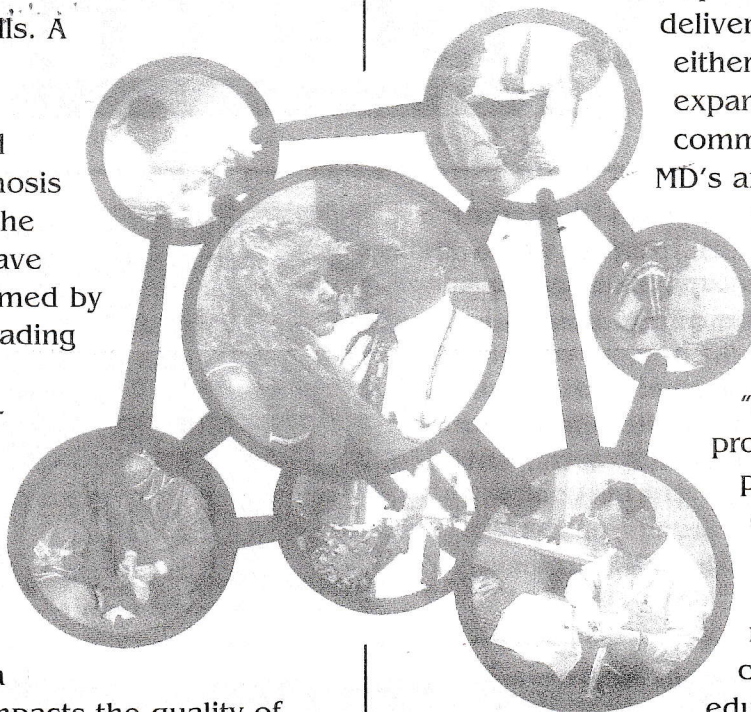 lls. A
nosis
he
ave
med by
ading
mpacts the quality of
deliver
either
expan
comm
MD's a
"
pro
p
edu